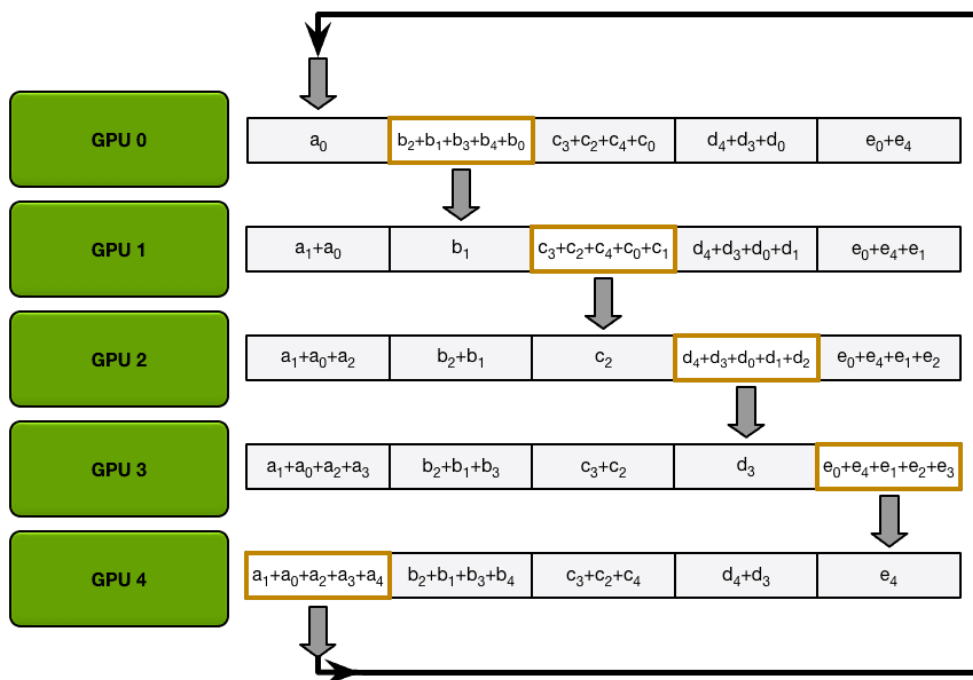 GPU 0 a₀ b₂+b₁+b₃+b₄+b₀ c₃+c₂+c₄+c₀ d₄+d₃+d₀ e₀+e₄
GPU 1 a₁+a₀ b₁ c₃+c₂+c₄+c₀+c₁ d₄+d₃+d₀+d₁ e₀+e₄+e₁
GPU 2 a₁+a₀+a₂ b₂+b₁ c₂ d₄+d₃+d₀+d₁+d₂ e₀+e₄+e₁+e₂
GPU 3 a₁+a₀+a₂+a₃ b₂+b₁+b₃ c₃+c₂ d₃ e₀+e₄+e₁+e₂+e₃
GPU 4 a₁+a₀+a₂+a₃+a₄ b₂+b₁+b₃+b₄ c₃+c₂+c₄ d₄+d₃ e₄